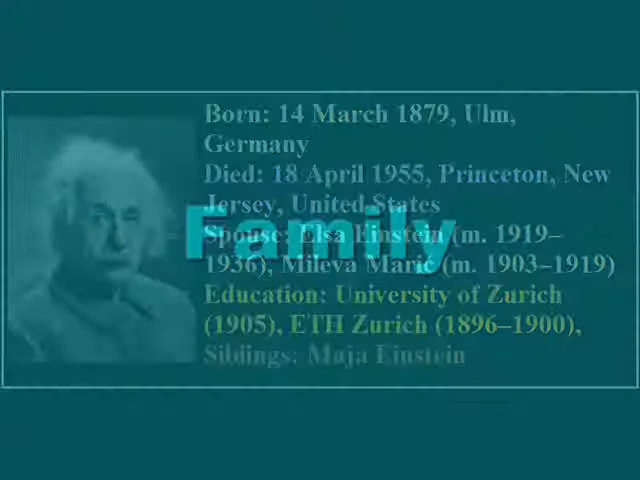 Born: 14 March 1879, Ulm,
Germany
Died: 18 April 1955, Princeton, New
Jersey, United States
Family
Spouse: Elsa Einstein (m. 1919–
1936), Mileva Marić (m. 1903–1919)
Education: University of Zurich
(1905), ETH Zurich (1896–1900),
Siblings: Maja Einstein